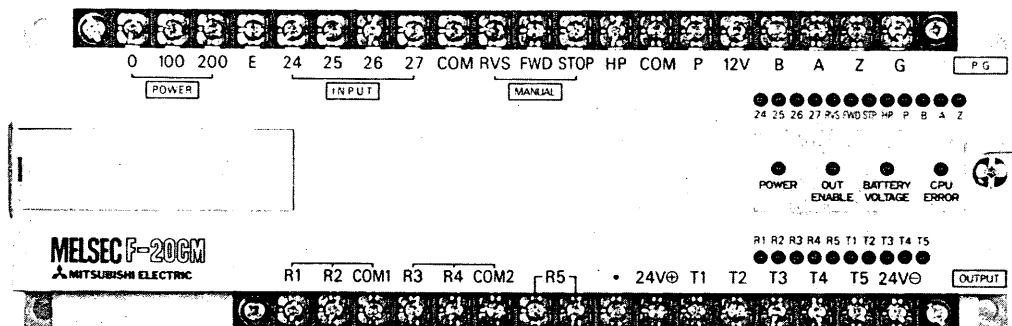 0 100 200 E 24 25 26 27 COM RVS FWD STOP HP COM P 12V B A Z G
POWER INPUT MANUAL PG
24 25 26 27 RVS FWD STP HP P B A Z
POWER OUT ENABLE BATTERY VOLTAGE CPU ERROR
MELSEC F-20CM
MITSUBISHI ELECTRIC
R1 R2 R3 R4 R5 T1 T2 T3 T4 T5
R1 R2 COM1 R3 R4 COM2 R5 • 24V⊕ T1 T2 T3 T4 T5 24V⊖ OUTPUT